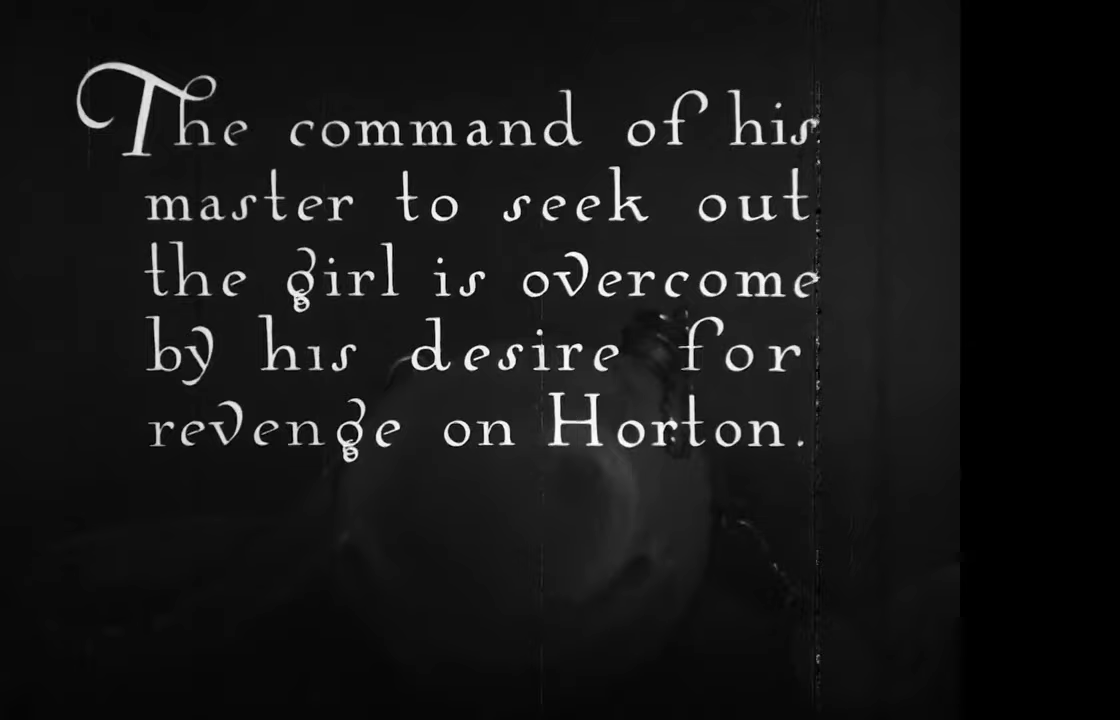 The command of his
master to seek out
the girl is overcome
by his desire for
revenge on Horton.